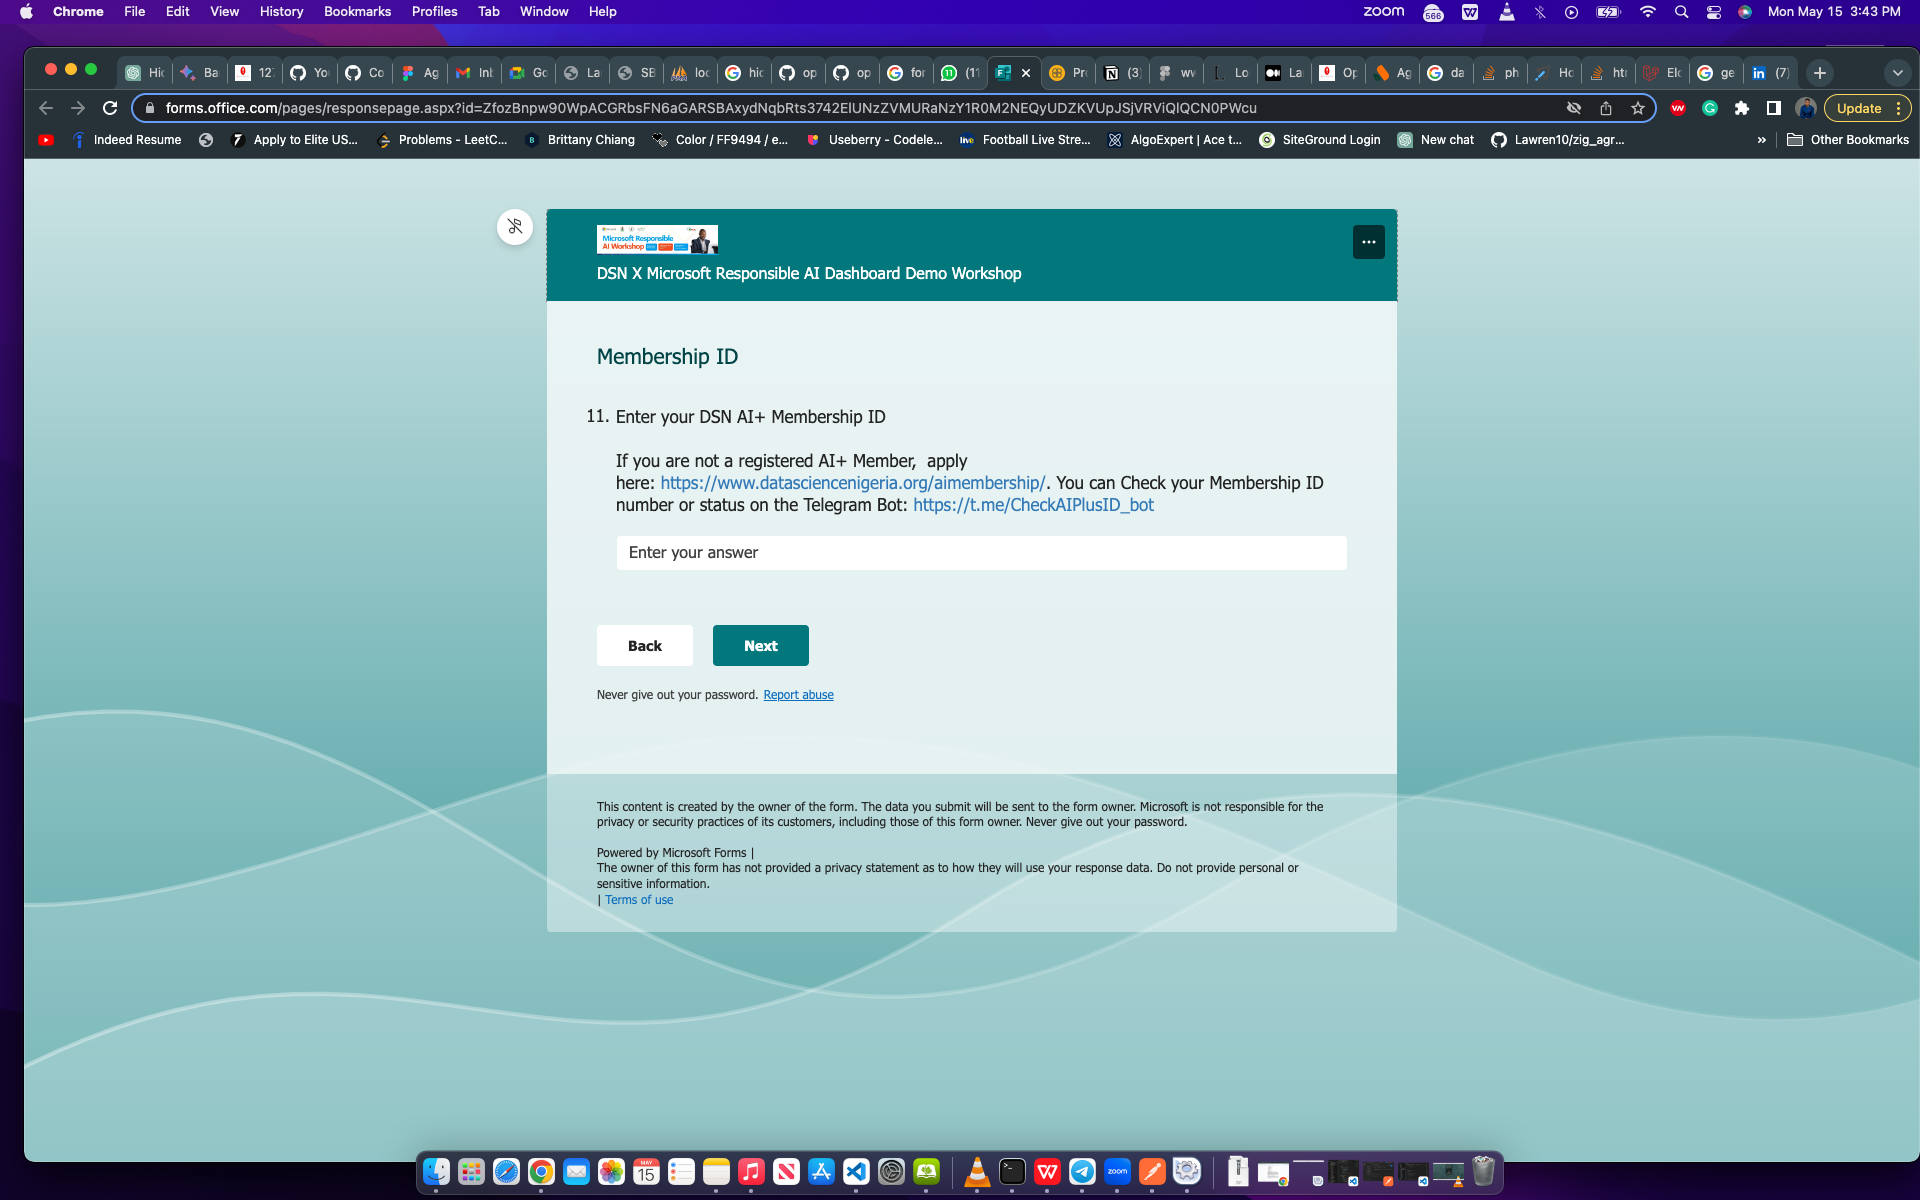 Chrome File Edit View History Bookmarks Profiles Tab Window Help zoom 566 Mon May 15 3:43 PM
Hic Ba 127 Yo Co Ag Inb Go La SB loc hic op op for (11 Pro (3) wv Lo La Op Ag da ph Ho htt Elo ge (7)
forms.office.com/pages/responsepage.aspx?id=ZfozBnpw90WpACGRbsFN6aGARSBAxydNqbRts3742ElUNzZVMURaNzY1R0M2NEQyUDZKVUpJSjVRViQlQCN0PWcu Update
Indeed Resume Apply to Elite US... Problems - LeetC... Brittany Chiang Color / FF9494 / e... Useberry - Codele... Football Live Stre... AlgoExpert | Ace t... SiteGround Login New chat Lawren10/zig_agr... » Other Bookmarks
Microsoft Responsible
AI Workshop
DSN X Microsoft Responsible AI Dashboard Demo Workshop
Membership ID
11. Enter your DSN AI+ Membership ID
If you are not a registered AI+ Member, apply
here: https://www.datasciencenigeria.org/aimembership/. You can Check your Membership ID
number or status on the Telegram Bot: https://t.me/CheckAIPlusID_bot
Enter your answer
Back Next
Never give out your password. Report abuse
This content is created by the owner of the form. The data you submit will be sent to the form owner. Microsoft is not responsible for the
privacy or security practices of its customers, including those of this form owner. Never give out your password.
Powered by Microsoft Forms |
The owner of this form has not provided a privacy statement as to how they will use your response data. Do not provide personal or
sensitive information.
| Terms of use
MAY
15
zoom